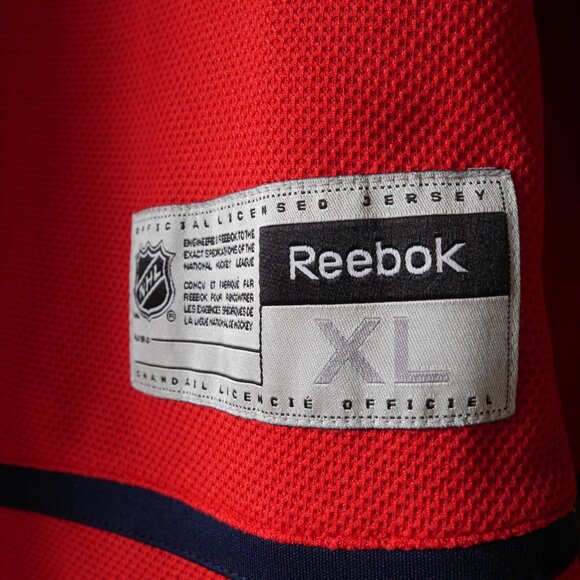 OFFICIAL LICENSED JERSEY
NHL
®
ENGINEERED REEBOK TO THE
EXACT SPECIFICATIONS OF THE
NATIONAL HOCKEY LEAGUE
CONCU ET FABRIQUÉ PAR
REEBOK POUR RENCONTRER
LES EXIGENCES SPÉCIFIQUES DE
LA LIGUE NATIONALE DE HOCKEY
Reebok
XL
CHANDAIL LICENCIÉ OFFICIEL